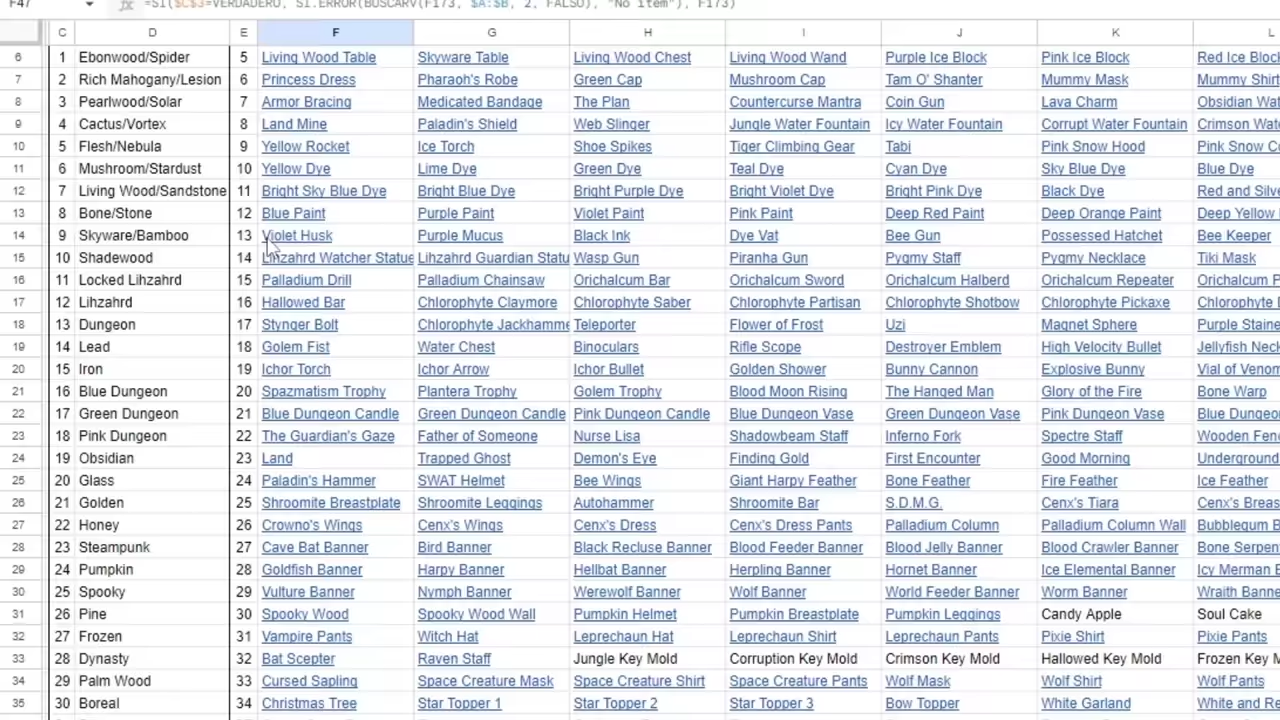 F47 fx =SI($C$3=VERDADERO, SI.ERROR(BUSCARV(F173, $A:$B, 2, FALSO), "No item"), F173)
C D E F G H I J K L
6 1 Ebonwood/Spider 5 Living Wood Table Skyware Table Living Wood Chest Living Wood Wand Purple Ice Block Pink Ice Block Red Ice Block
7 2 Rich Mahogany/Lesion 6 Princess Dress Pharaoh's Robe Green Cap Mushroom Cap Tam O' Shanter Mummy Mask Mummy Shirt
8 3 Pearlwood/Solar 7 Armor Bracing Medicated Bandage The Plan Countercurse Mantra Coin Gun Lava Charm Obsidian Wat
9 4 Cactus/Vortex 8 Land Mine Paladin's Shield Web Slinger Jungle Water Fountain Icy Water Fountain Corrupt Water Fountain Crimson Water
10 5 Flesh/Nebula 9 Yellow Rocket Ice Torch Shoe Spikes Tiger Climbing Gear Tabi Pink Snow Hood Pink Snow Co
11 6 Mushroom/Stardust 10 Yellow Dye Lime Dye Green Dye Teal Dye Cyan Dye Sky Blue Dye Blue Dye
12 7 Living Wood/Sandstone 11 Bright Sky Blue Dye Bright Blue Dye Bright Purple Dye Bright Violet Dye Bright Pink Dye Black Dye Red and Silve
13 8 Bone/Stone 12 Blue Paint Purple Paint Violet Paint Pink Paint Deep Red Paint Deep Orange Paint Deep Yellow
14 9 Skyware/Bamboo 13 Violet Husk Purple Mucus Black Ink Dye Vat Bee Gun Possessed Hatchet Bee Keeper
15 10 Shadewood 14 Lihzahrd Watcher Statue Lihzahrd Guardian Statu Wasp Gun Piranha Gun Pygmy Staff Pygmy Necklace Tiki Mask
16 11 Locked Lihzahrd 15 Palladium Drill Palladium Chainsaw Orichalcum Bar Orichalcum Sword Orichalcum Halberd Orichalcum Repeater Orichalcum P
17 12 Lihzahrd 16 Hallowed Bar Chlorophyte Claymore Chlorophyte Saber Chlorophyte Partisan Chlorophyte Shotbow Chlorophyte Pickaxe Chlorophyte
18 13 Dungeon 17 Stynger Bolt Chlorophyte Jackhamme Teleporter Flower of Frost Uzi Magnet Sphere Purple Staine
19 14 Lead 18 Golem Fist Water Chest Binoculars Rifle Scope Destroyer Emblem High Velocity Bullet Jellyfish Neck
20 15 Iron 19 Ichor Torch Ichor Arrow Ichor Bullet Golden Shower Bunny Cannon Explosive Bunny Vial of Venom
21 16 Blue Dungeon 20 Spazmatism Trophy Plantera Trophy Golem Trophy Blood Moon Rising The Hanged Man Glory of the Fire Bone Warp
22 17 Green Dungeon 21 Blue Dungeon Candle Green Dungeon Candle Pink Dungeon Candle Blue Dungeon Vase Green Dungeon Vase Pink Dungeon Vase Blue Dungeo
23 18 Pink Dungeon 22 The Guardian's Gaze Father of Someone Nurse Lisa Shadowbeam Staff Inferno Fork Spectre Staff Wooden Fen
24 19 Obsidian 23 Land Trapped Ghost Demon's Eye Finding Gold First Encounter Good Morning Underground
25 20 Glass 24 Paladin's Hammer SWAT Helmet Bee Wings Giant Harpy Feather Bone Feather Fire Feather Ice Feather
26 21 Golden 25 Shroomite Breastplate Shroomite Leggings Autohammer Shroomite Bar S.D.M.G. Cenx's Tiara Cenx's Breas
27 22 Honey 26 Crowno's Wings Cenx's Wings Cenx's Dress Cenx's Dress Pants Palladium Column Palladium Column Wall Bubblegum B
28 23 Steampunk 27 Cave Bat Banner Bird Banner Black Recluse Banner Blood Feeder Banner Blood Jelly Banner Blood Crawler Banner Bone Serpen
29 24 Pumpkin 28 Goldfish Banner Harpy Banner Hellbat Banner Herpling Banner Hornet Banner Ice Elemental Banner Icy Merman B
30 25 Spooky 29 Vulture Banner Nymph Banner Werewolf Banner Wolf Banner World Feeder Banner Worm Banner Wraith Banne
31 26 Pine 30 Spooky Wood Spooky Wood Wall Pumpkin Helmet Pumpkin Breastplate Pumpkin Leggings Candy Apple Soul Cake
32 27 Frozen 31 Vampire Pants Witch Hat Leprechaun Hat Leprechaun Shirt Leprechaun Pants Pixie Shirt Pixie Pants
33 28 Dynasty 32 Bat Scepter Raven Staff Jungle Key Mold Corruption Key Mold Crimson Key Mold Hallowed Key Mold Frozen Key M
34 29 Palm Wood 33 Cursed Sapling Space Creature Mask Space Creature Shirt Space Creature Pants Wolf Mask Wolf Shirt Wolf Pants
35 30 Boreal 34 Christmas Tree Star Topper 1 Star Topper 2 Star Topper 3 Bow Topper White Garland White and Re